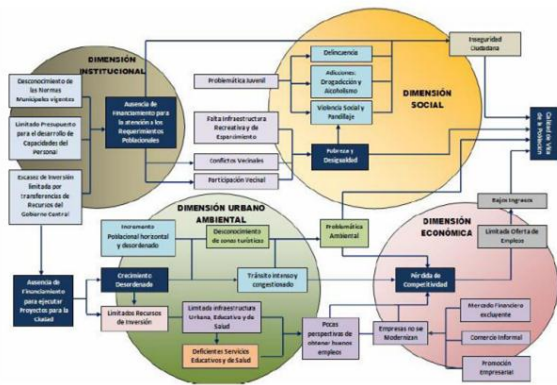 DIMENSIÓN
INSTITUCIONAL
Desconocimiento de
las Normas
Municipales vigentes
Limitado Presupuesto
para el desarrollo de
Capacidades del
Personal
Escasos de Inversión
limitada por
transferencias de
Recursos del
Gobierno Central
Ausencia de
Financiamiento para
la atención a los
Requerimientos
Poblacionales
Ausencia de
Financiamiento
para ejecutar
Proyectos para la
Ciudad
DIMENSIÓN
SOCIAL
Problemática Juvenil
Falta Infraestructura
Recreativa y de
Esparcimiento
Conflictos Vecinales
Participación Vecinal
Delincuencia
Adicciones:
Drogadicción y
Alcoholismo
Violencia Social y
Pandillaje
Pobreza y
Desigualdad
Inseguridad
Ciudadana
Calidad de Vida
de la Población
DIMENSIÓN URBANO
AMBIENTAL
Incremento
Poblacional horizontal
y desordenado
Desconocimiento
de zonas turísticas
Problemática
Ambiental
Crecimiento
Desordenado
Tránsito intenso y
congestionado
Limitados Recursos
de Inversión
Limitada Infraestructura
Urbana, Educativa y de
Salud
Deficientes Servicios
Educativos y de Salud
Pocas
perspectivas de
obtener buenos
empleos
DIMENSIÓN
ECONÓMICA
Bajos Ingresos
Limitada Oferta de
Empleos
Pérdida de
Competitividad
Empresas no se
Modernizan
Mercado Financiero
excluyente
Comercio Informal
Promoción
Empresarial